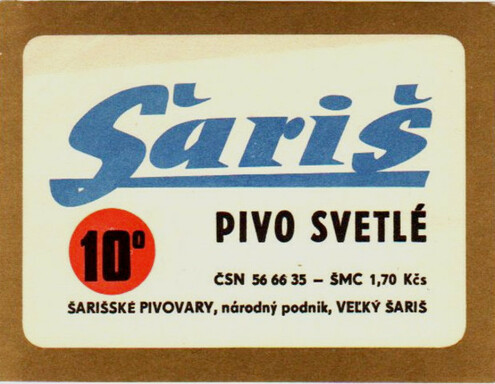 Šariš
10° PIVO SVETLÉ
ČSN 56 66 35 – ŠMC 1,70 Kčs
ŠARIŠSKÉ PIVOVARY, národný podnik, VEĽKÝ ŠARIŠ